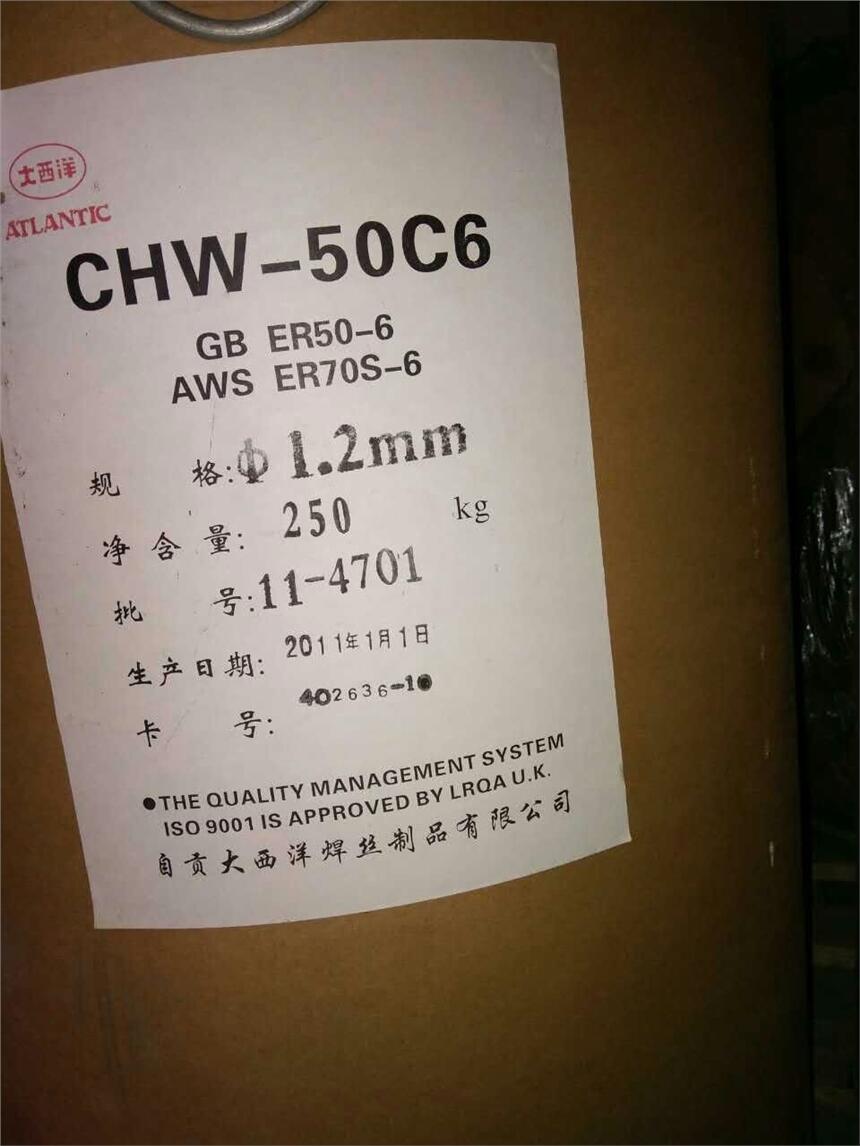 大西洋
ATLANTIC
CHW-50C6
GB ER50-6
AWS ER70S-6
规 格:Φ 1.2mm
净 含 量: 250 kg
批 号:11-4701
生产日期: 2011年1月1日
卡 号: 402636-10
●THE QUALITY MANAGEMENT SYSTEM
ISO 9001 IS APPROVED BY LRQA U.K.
自贡大西洋焊丝制品有限公司